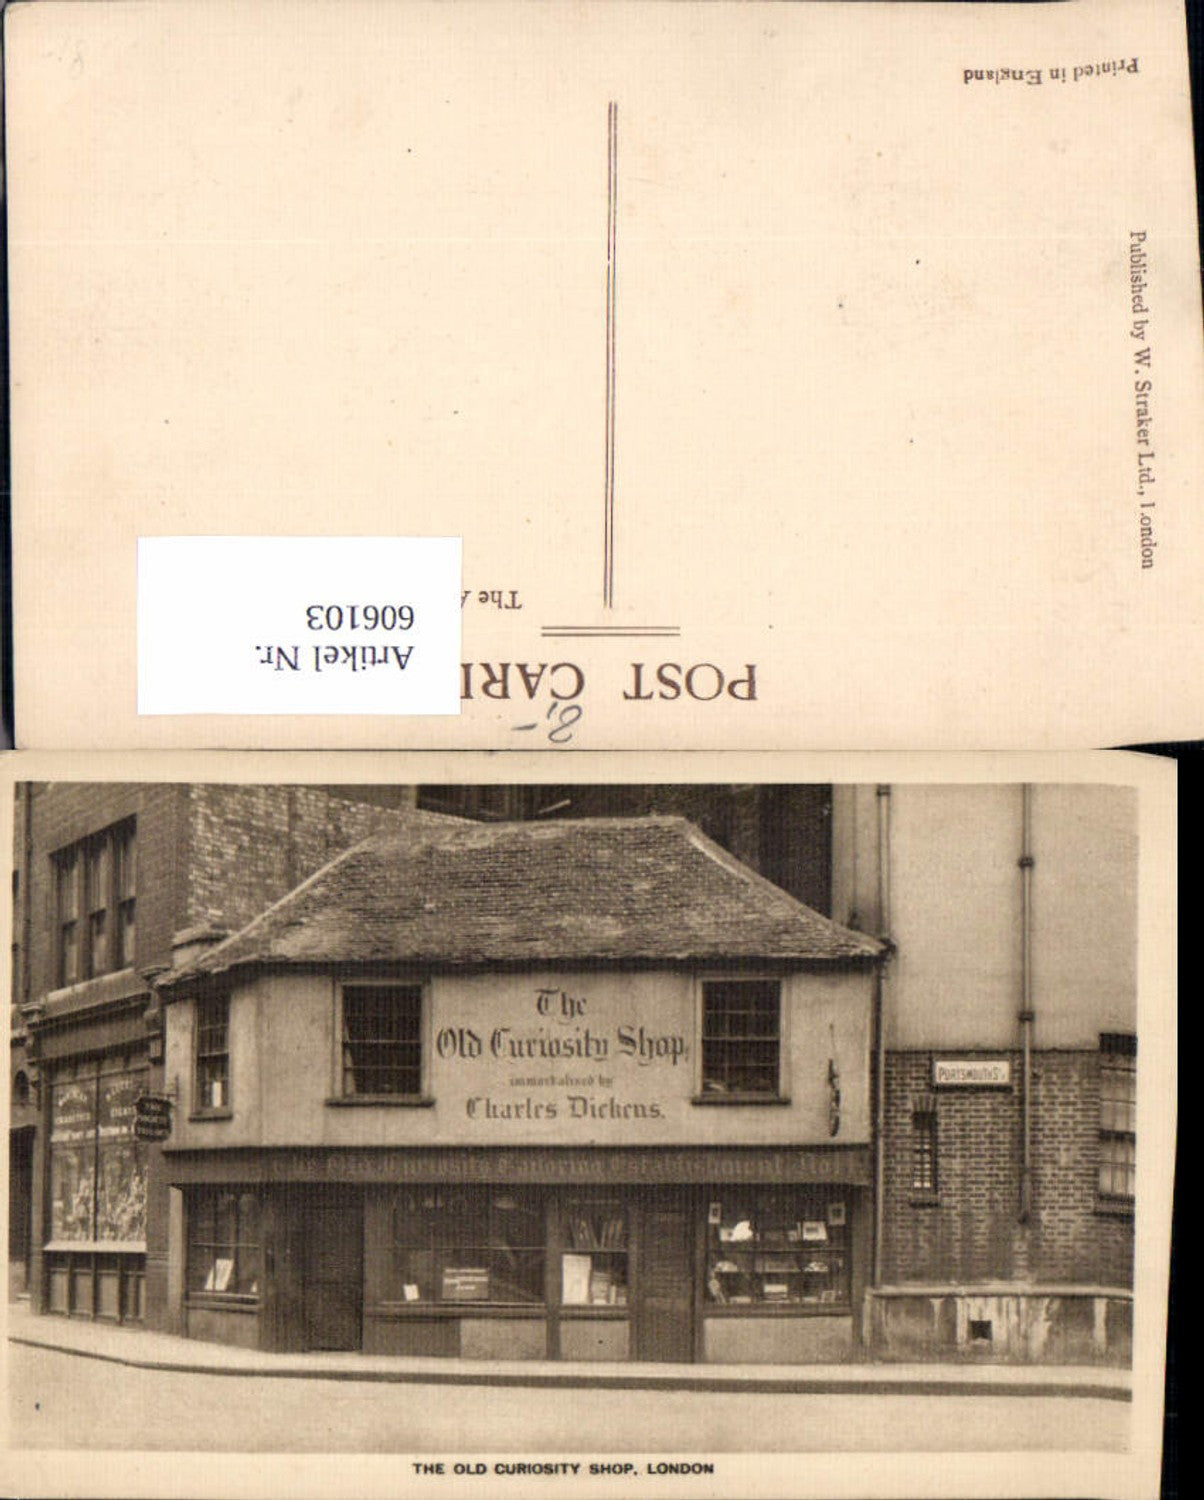 Printed in England
Published by W. Straker Ltd., London
The A
Artikel Nr.
606103
POST CAR
8,-
The
Old Curiosity Shop,
immortalised by
Charles Dickens.
PORTSMOUTH ST
THE OLD CURIOSITY SHOP, LONDON